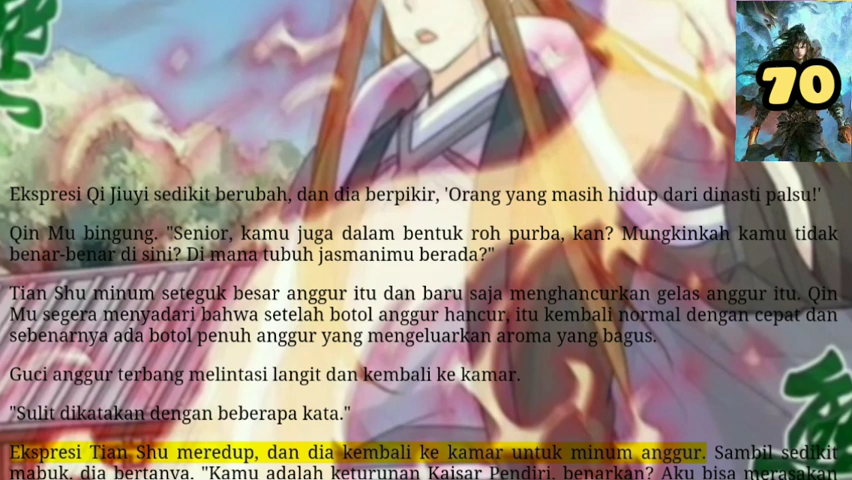 70
Ekspresi Qi Jiuyi sedikit berubah, dan dia berpikir, 'Orang yang masih hidup dari dinasti palsu!'
Qin Mu bingung. "Senior, kamu juga dalam bentuk roh purba, kan? Mungkinkah kamu tidak
benar-benar di sini? Di mana tubuh jasmanimu berada?"
Tian Shu minum seteguk besar anggur itu dan baru saja menghancurkan gelas anggur itu. Qin
Mu segera menyadari bahwa setelah botol anggur hancur, itu kembali normal dengan cepat dan
sebenarnya ada botol penuh anggur yang mengeluarkan aroma yang bagus.
Guci anggur terbang melintasi langit dan kembali ke kamar.
"Sulit dikatakan dengan beberapa kata."
Ekspresi Tian Shu meredup, dan dia kembali ke kamar untuk minum anggur. Sambil sedikit
mabuk, dia bertanya, "Kamu adalah keturunan Kaisar Pendiri, benarkan? Aku bisa merasakan